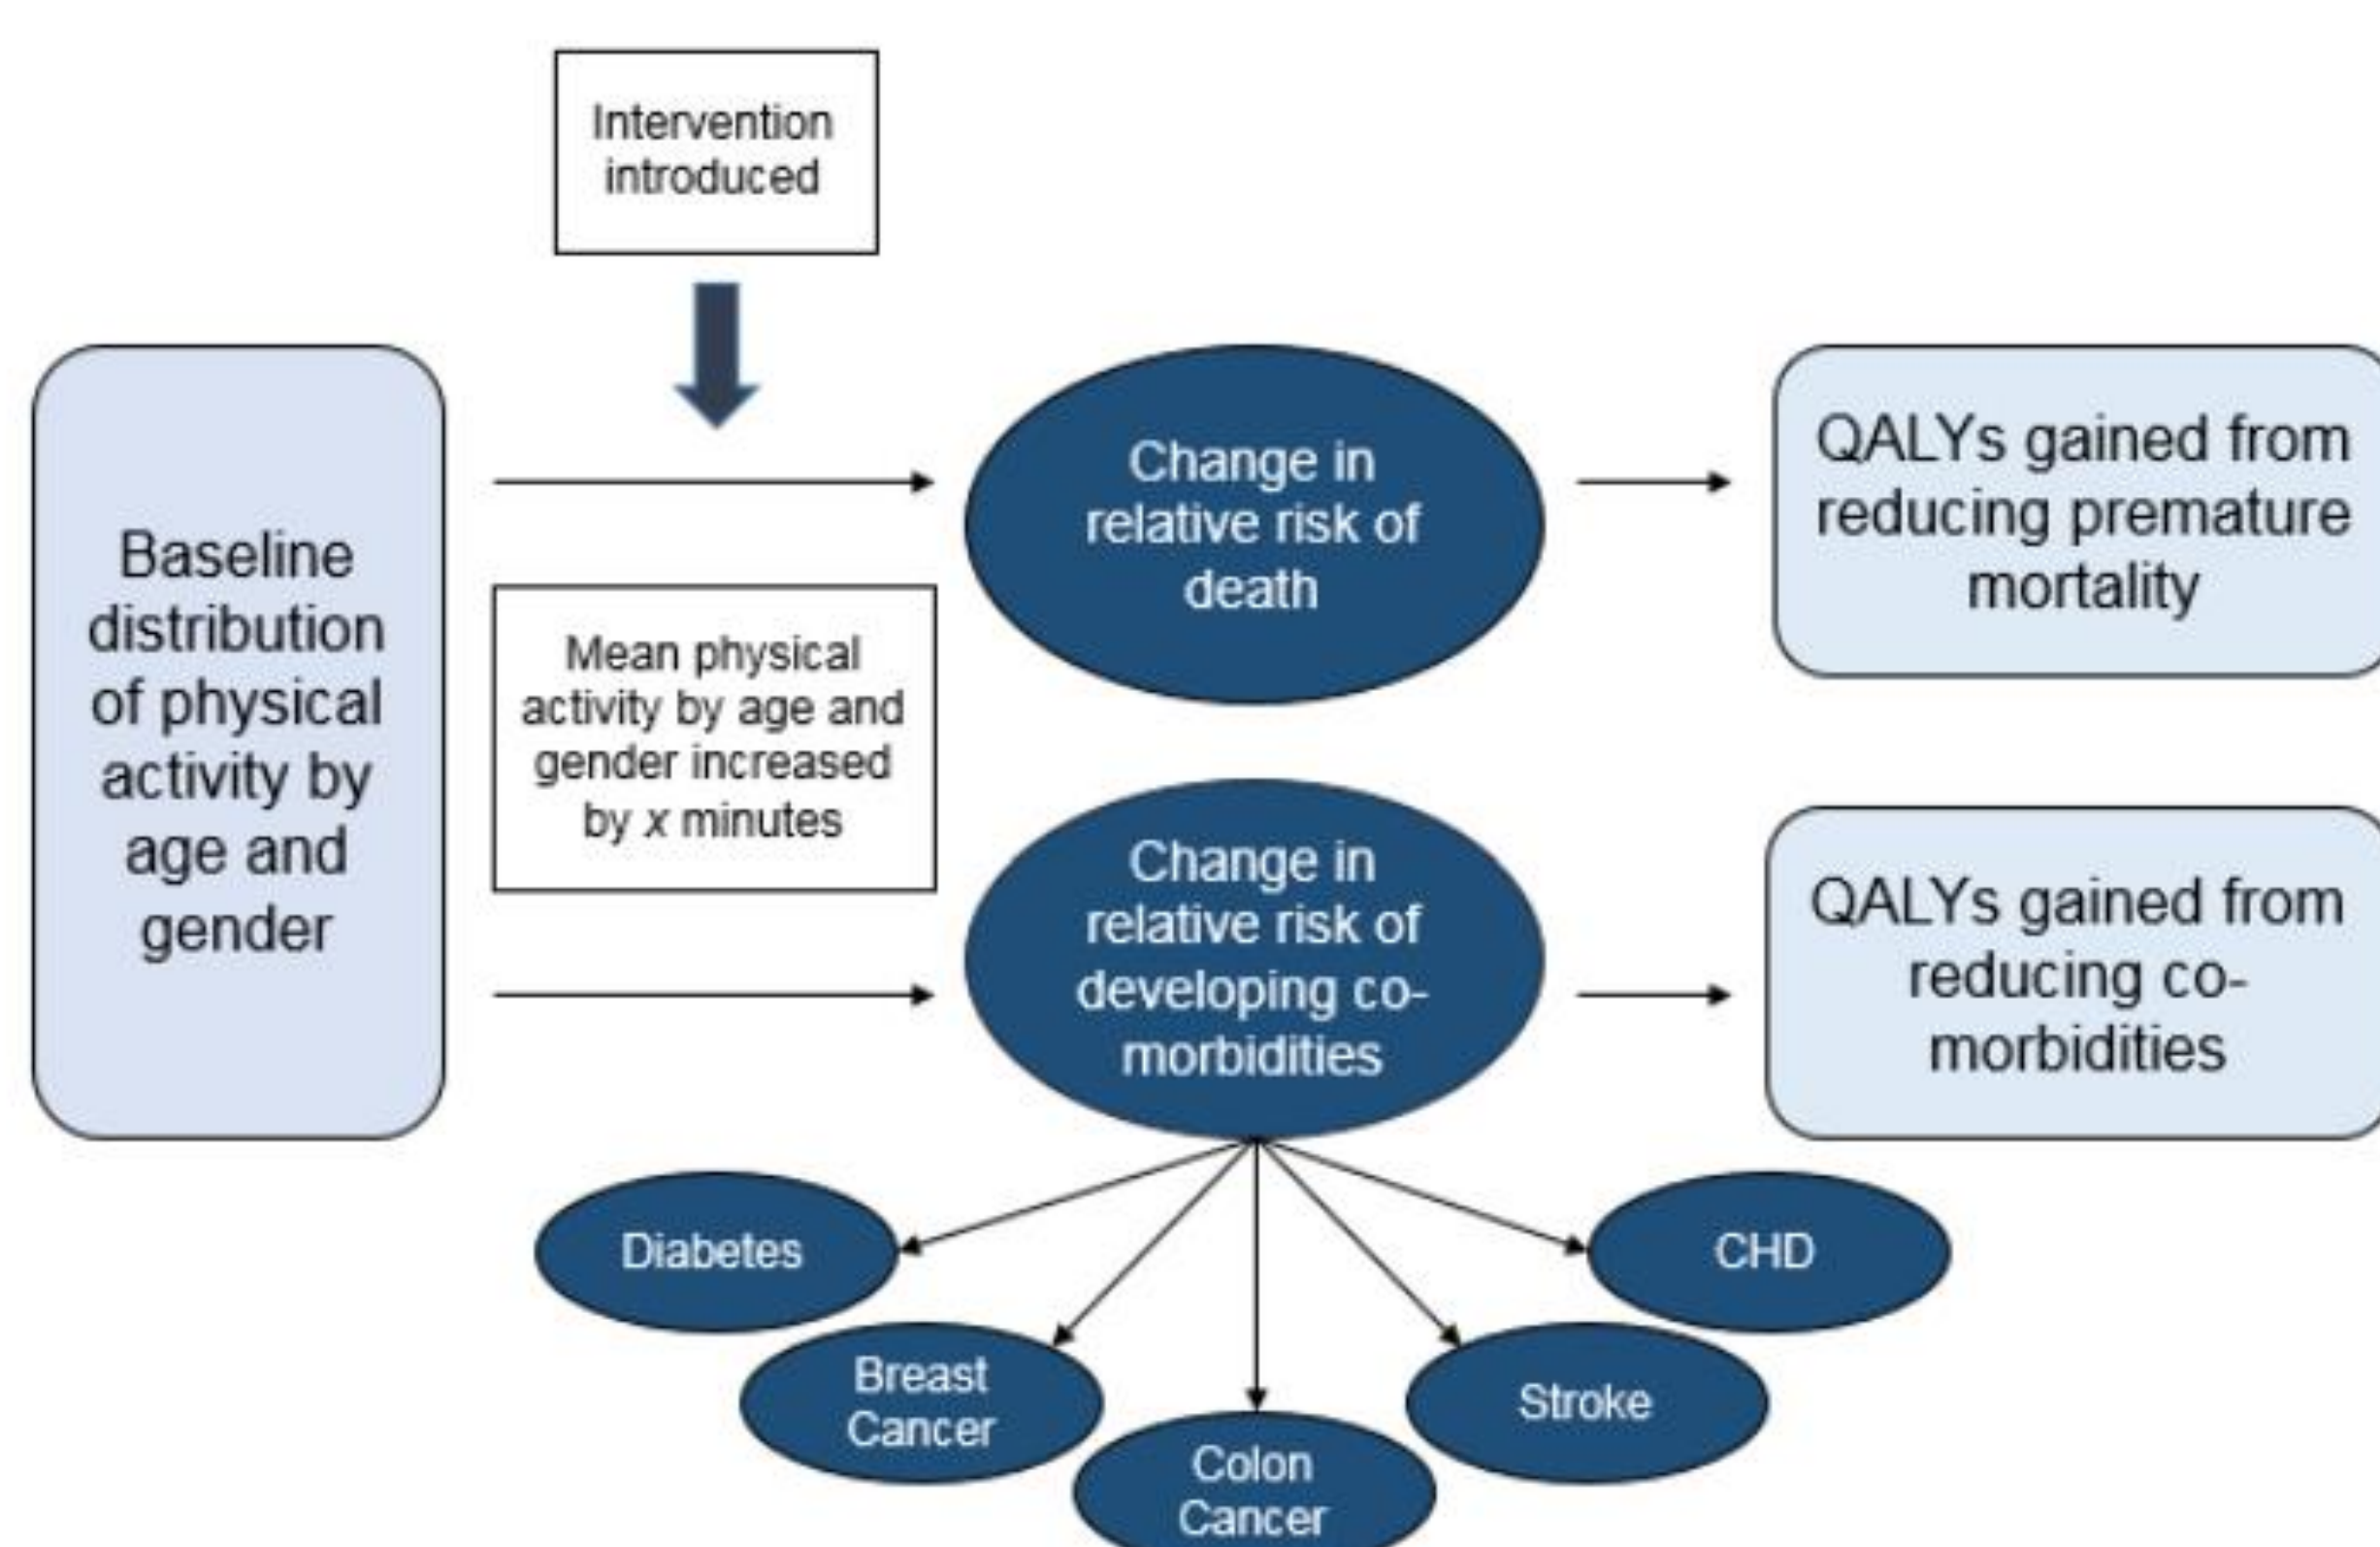 Intervention
introduced
Baseline
distribution
of physical
activity by
age and
gender
Mean physical
activity by age and
gender increased
by x minutes
Change in
relative risk of
death
QALYs gained from
reducing premature
mortality
Change in
relative risk of
developing co-
morbidities
QALYs gained from
reducing co-
morbidities
Diabetes
Breast
Cancer
Colon
Cancer
Stroke
CHD